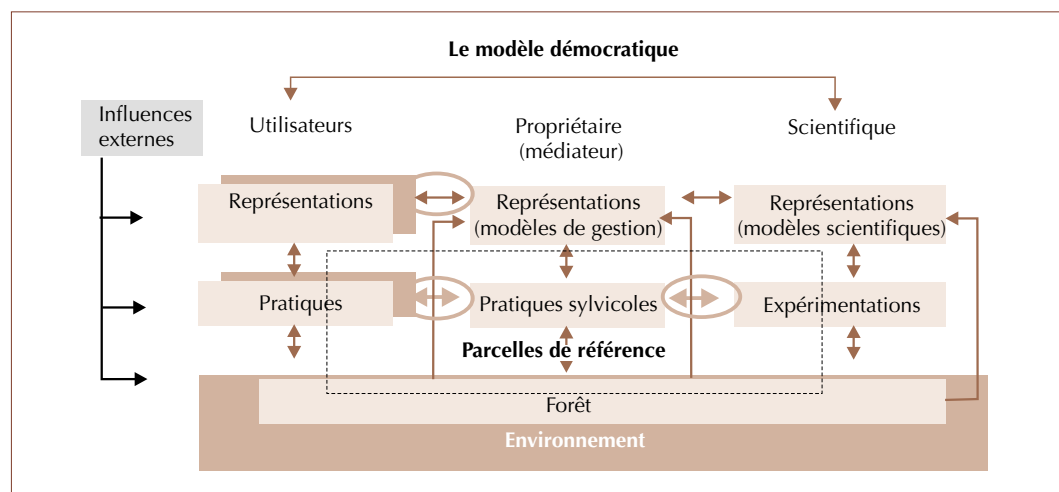 Le modèle démocratique
Influences
externes
Utilisateurs
Propriétaire
(médiateur)
Scientifique
Représentations
Représentations
(modèles de gestion)
Représentations
(modèles scientifiques)
Pratiques
Pratiques sylvicoles
Expérimentations
Parcelles de référence
Forêt
Environnement